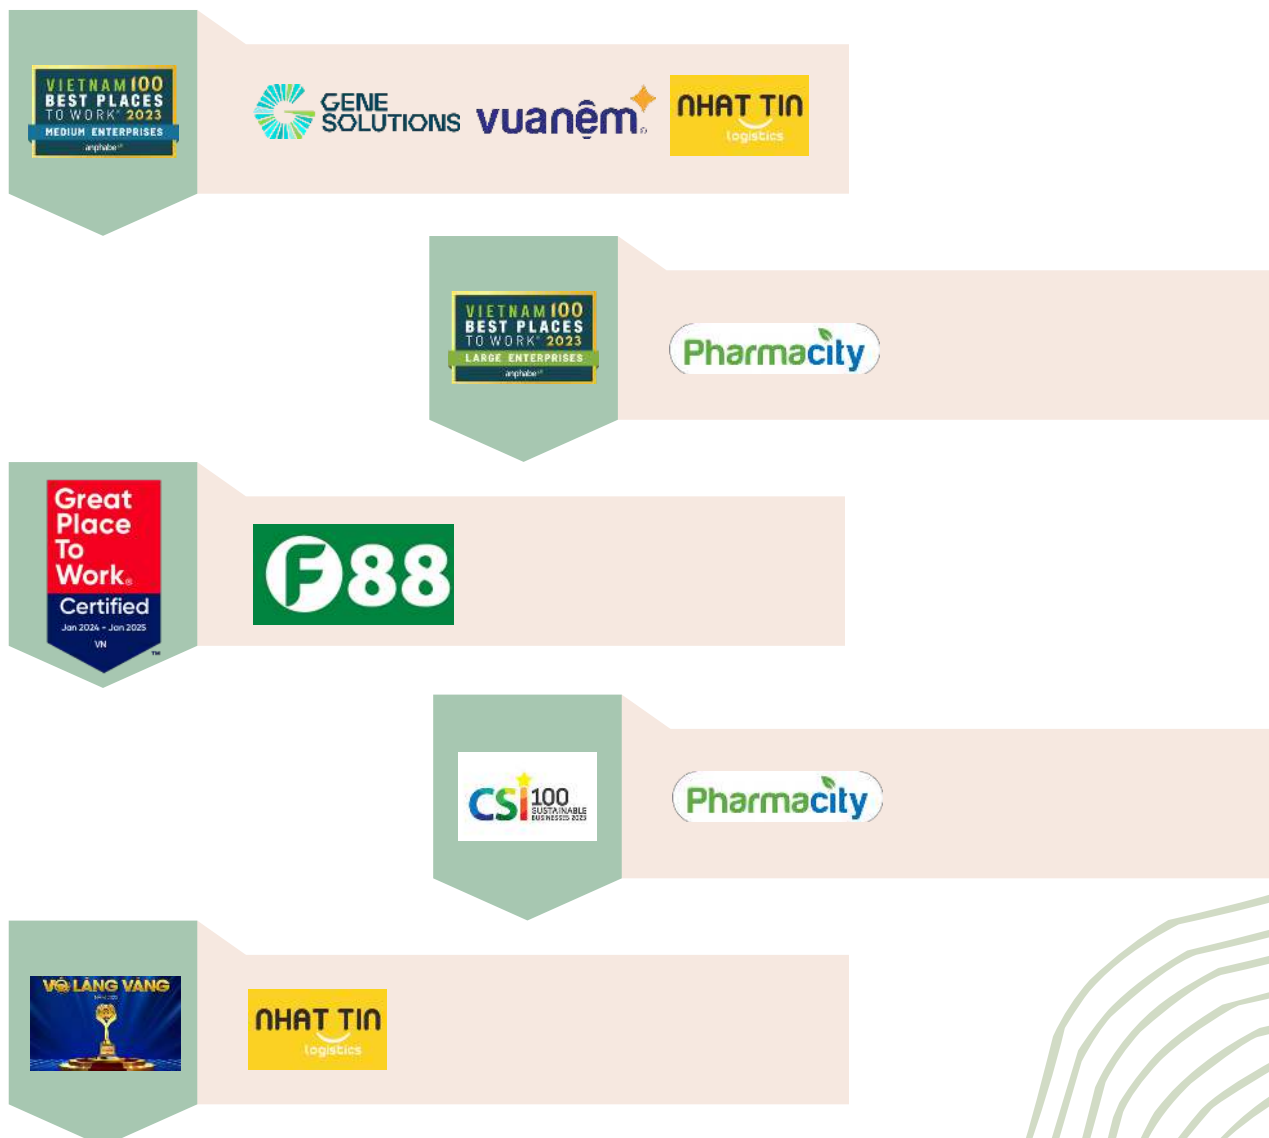 VIETNAM 100
BEST PLACES
TO WORK® 2023
MEDIUM ENTERPRISES
anphabe
GENE
SOLUTIONS
vuanệm
NHAT TIN
logistics
VIETNAM 100
BEST PLACES
TO WORK® 2023
LARGE ENTERPRISES
anphabe
Pharmacity
Great
Place
To
Work®
Certified
Jan 2024 - Jan 2025
VN
TM
F88
CSI 100
SUSTAINABLE
BUSINESSES 2023
Pharmacity
VÔ LĂNG VÀNG
NHAT TIN
logistics